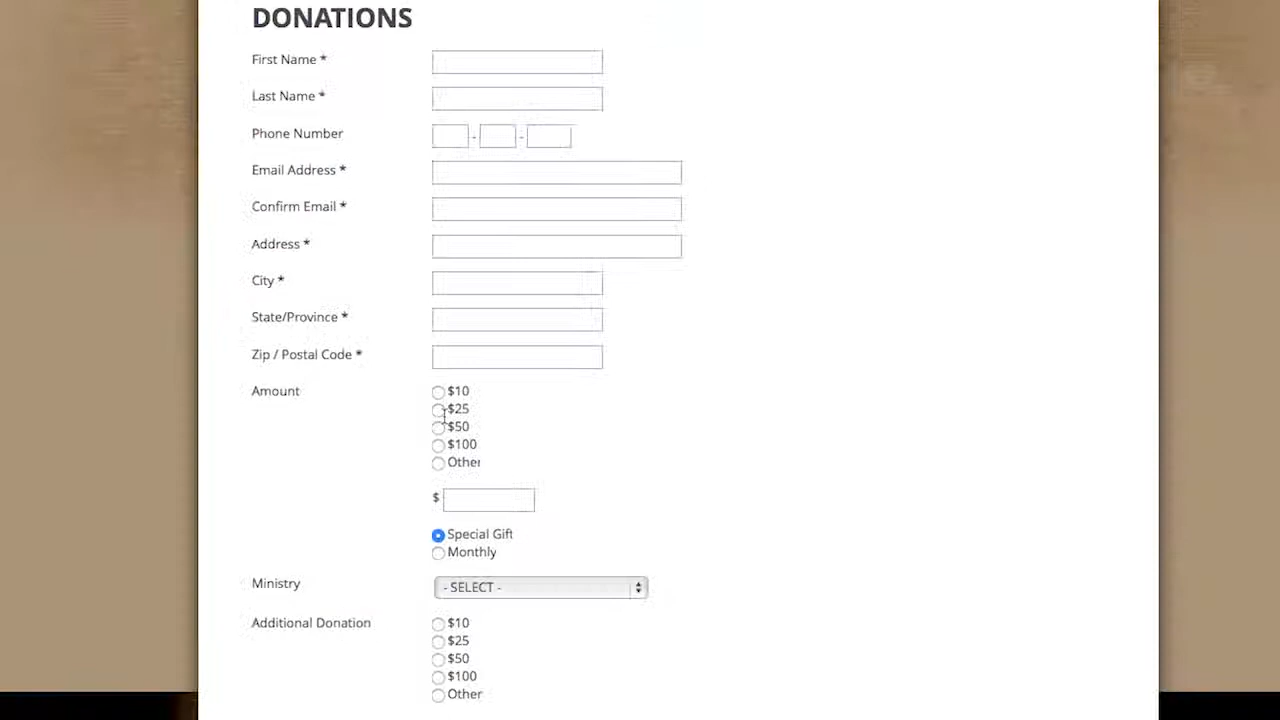 DONATIONS
First Name *
Last Name *
Phone Number - -
Email Address *
Confirm Email *
Address *
City *
State/Province *
Zip / Postal Code *
Amount $10
$25
$50
$100
Other
$
Special Gift
Monthly
Ministry - SELECT -
Additional Donation $10
$25
$50
$100
Other